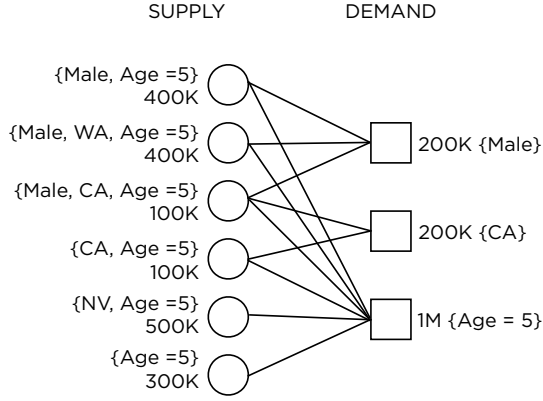 SUPPLY
DEMAND
{Male, Age =5}
400K
{Male, WA, Age =5}
400K
{Male, CA, Age =5}
100K
{CA, Age =5}
100K
{NV, Age =5}
500K
{Age =5}
300K
200K {Male}
200K {CA}
1M {Age = 5}